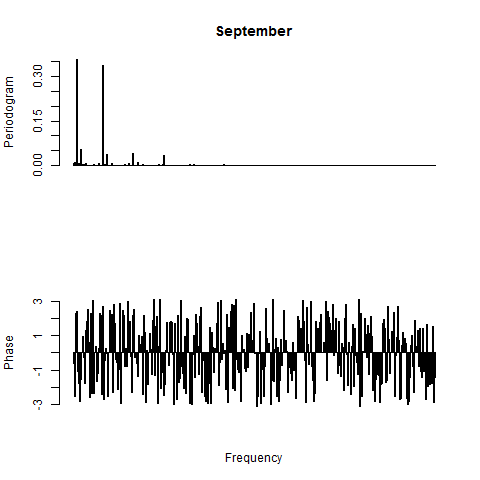 September
Periodogram
0.00 0.15 0.30
Phase
-3 -1 1 3
Frequency